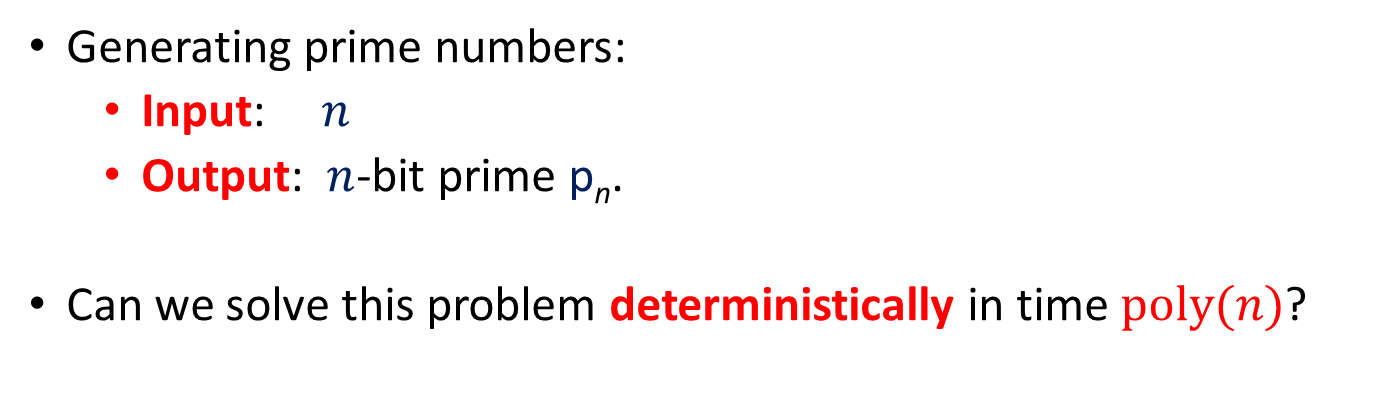 • Generating prime numbers:
• Input: n
• Output: n-bit prime pₙ.
• Can we solve this problem deterministically in time poly(n)?